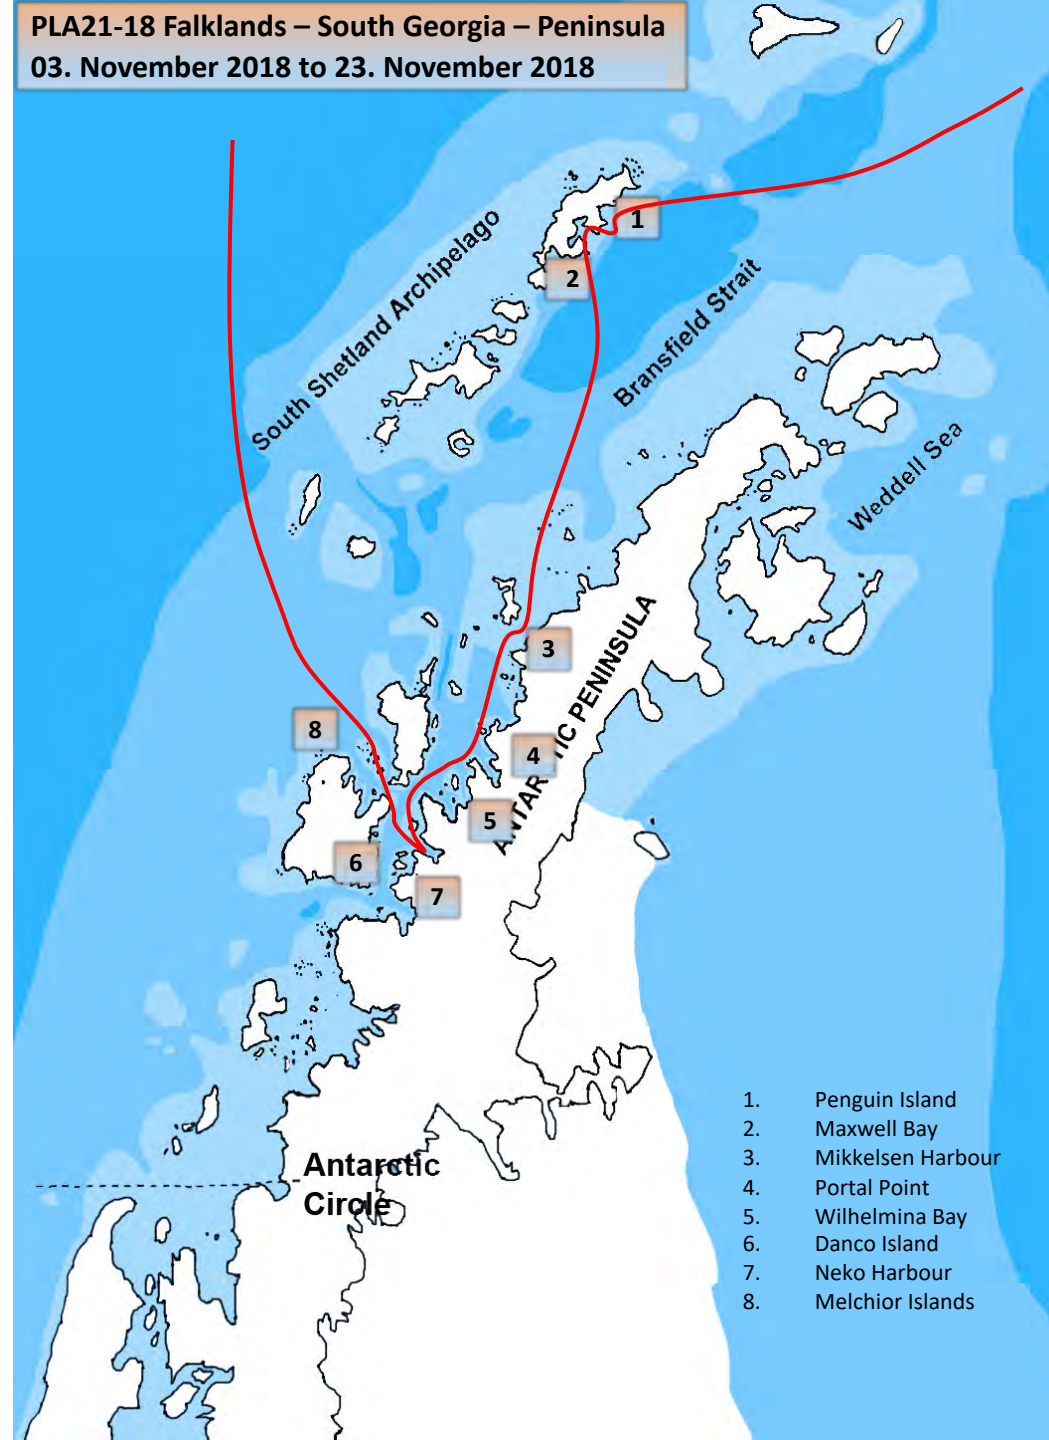 PLA21-18 Falklands – South Georgia – Peninsula
03. November 2018 to 23. November 2018
1
South Shetland Archipelago
2
Bransfield Strait
Weddell Sea
3
ANTARCTIC PENINSULA
8
4
5
6
7
1. Penguin Island
2. Maxwell Bay
3. Mikkelsen Harbour
4. Portal Point
5. Wilhelmina Bay
6. Danco Island
7. Neko Harbour
8. Melchior Islands
Antarctic
Circle